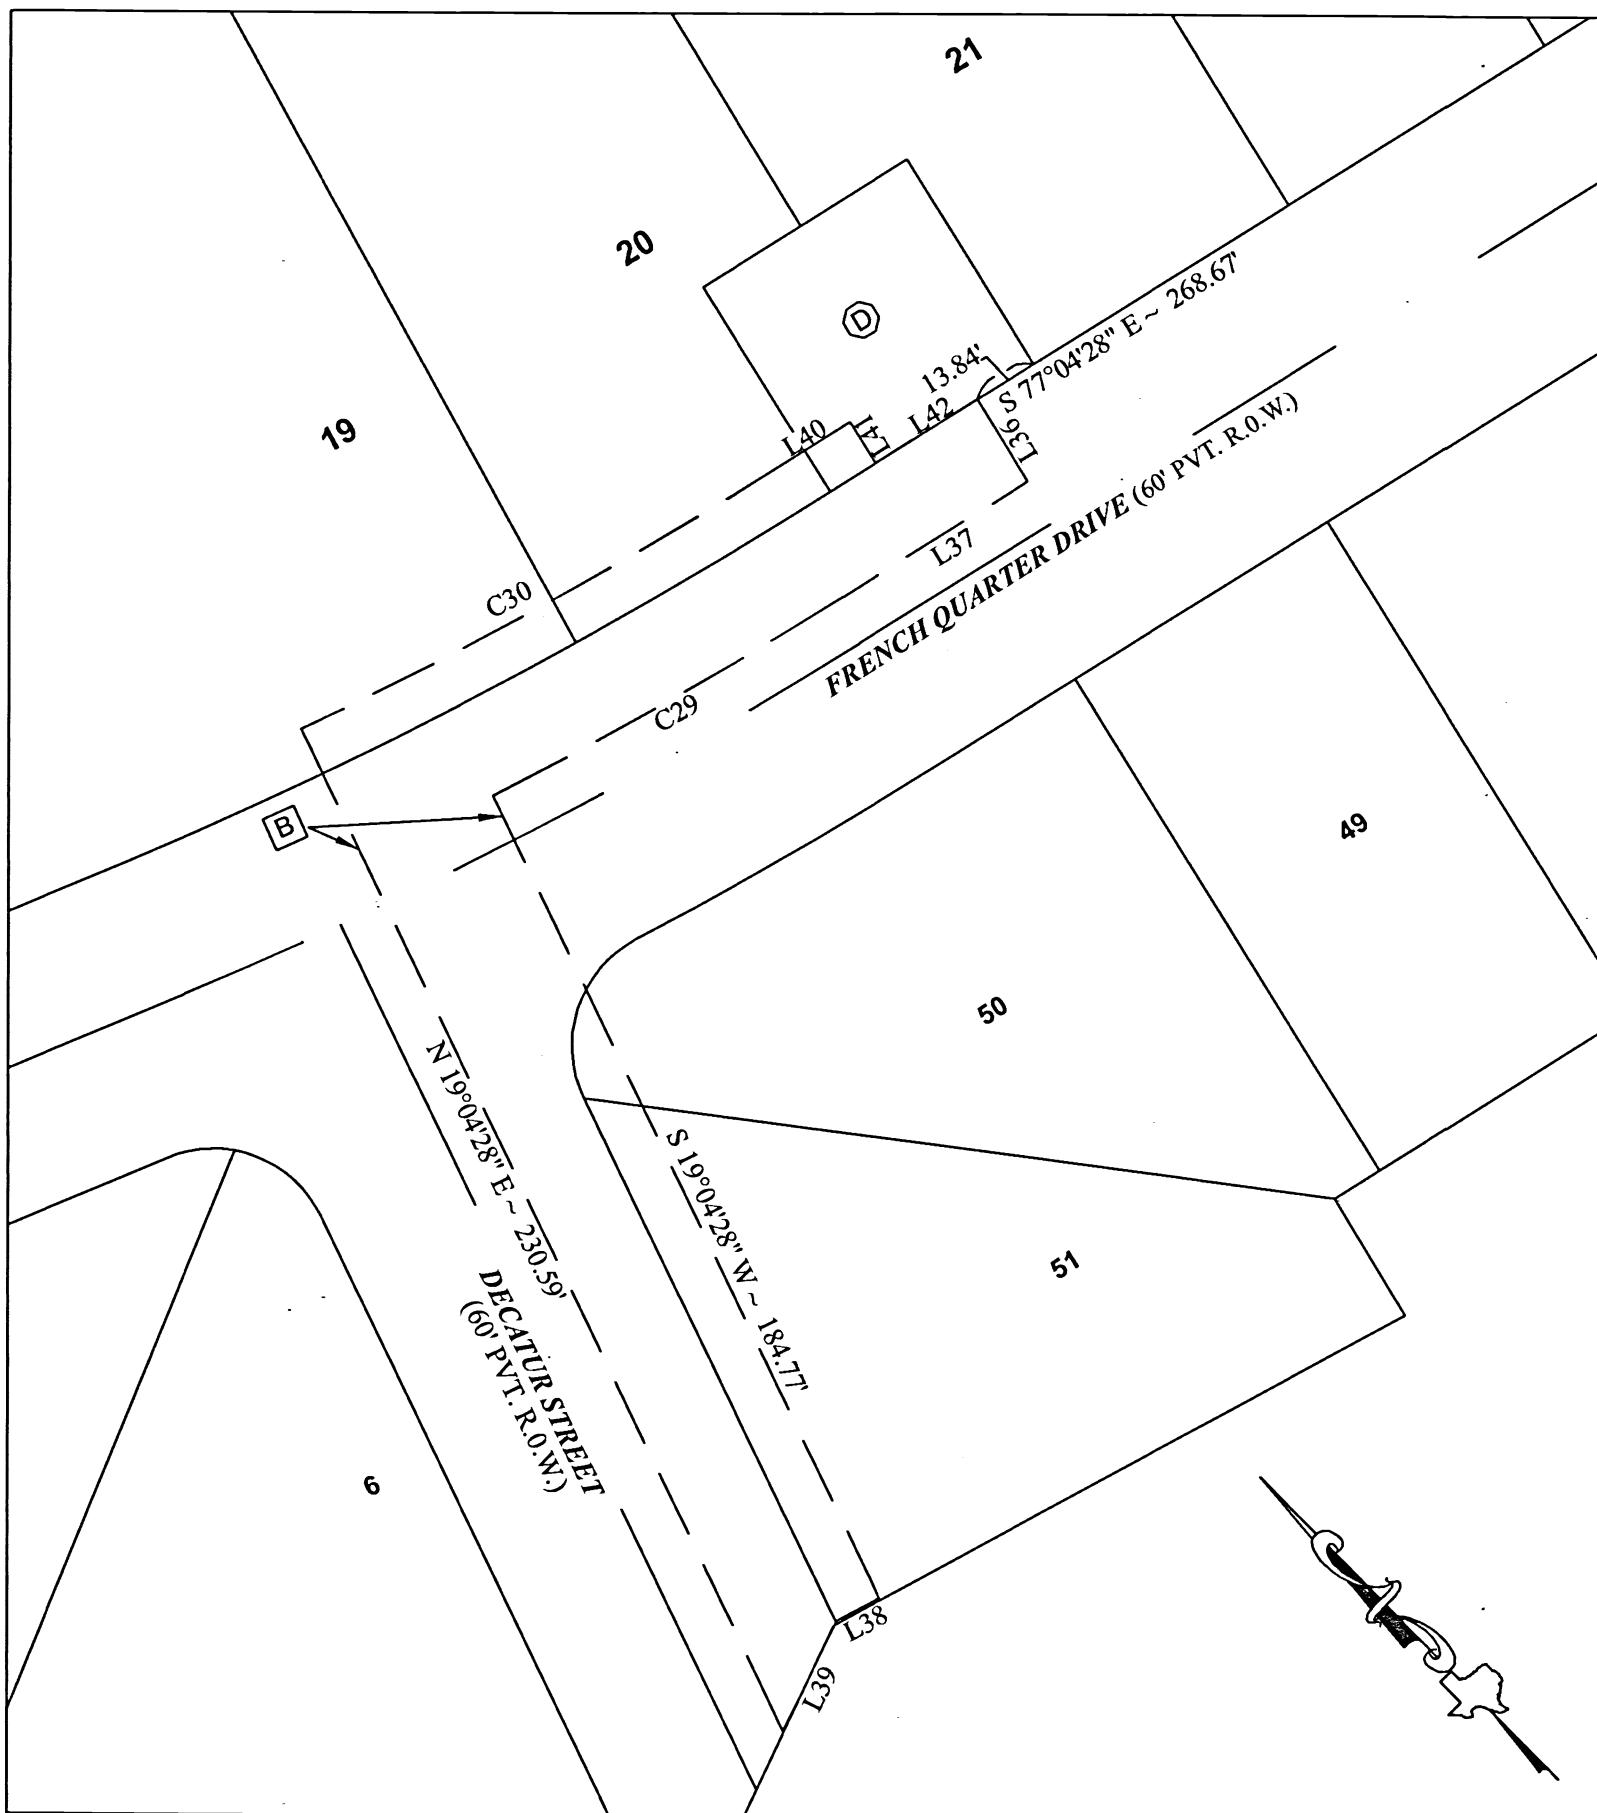 21
20
D
19
13.84'
S 77°04'28" E ~ 268.67'
L40
L41
L42
L36
L37
FRENCH QUARTER DRIVE (60' PVT. R.O.W.)
C30
C29
B
49
50
N 19°04'28" E ~ 230.59'
S 19°04'28" W ~ 184.77'
51
DECATUR STREET
(60' PVT. R.O.W.)
6
L38
L39